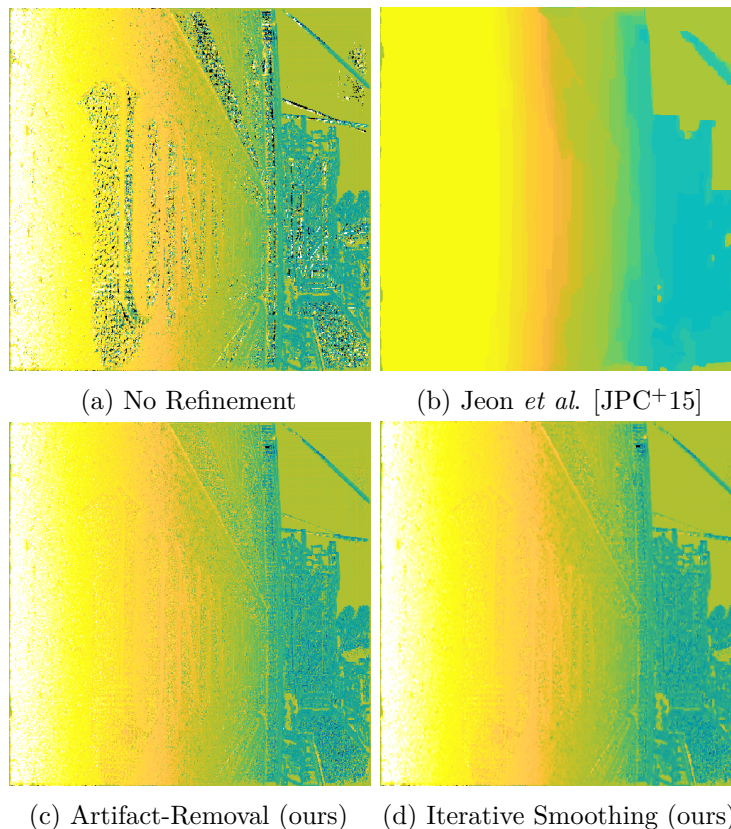 (a) No Refinement
(b) Jeon et al. [JPC+15]
(c) Artifact-Removal (ours)
(d) Iterative Smoothing (ours)